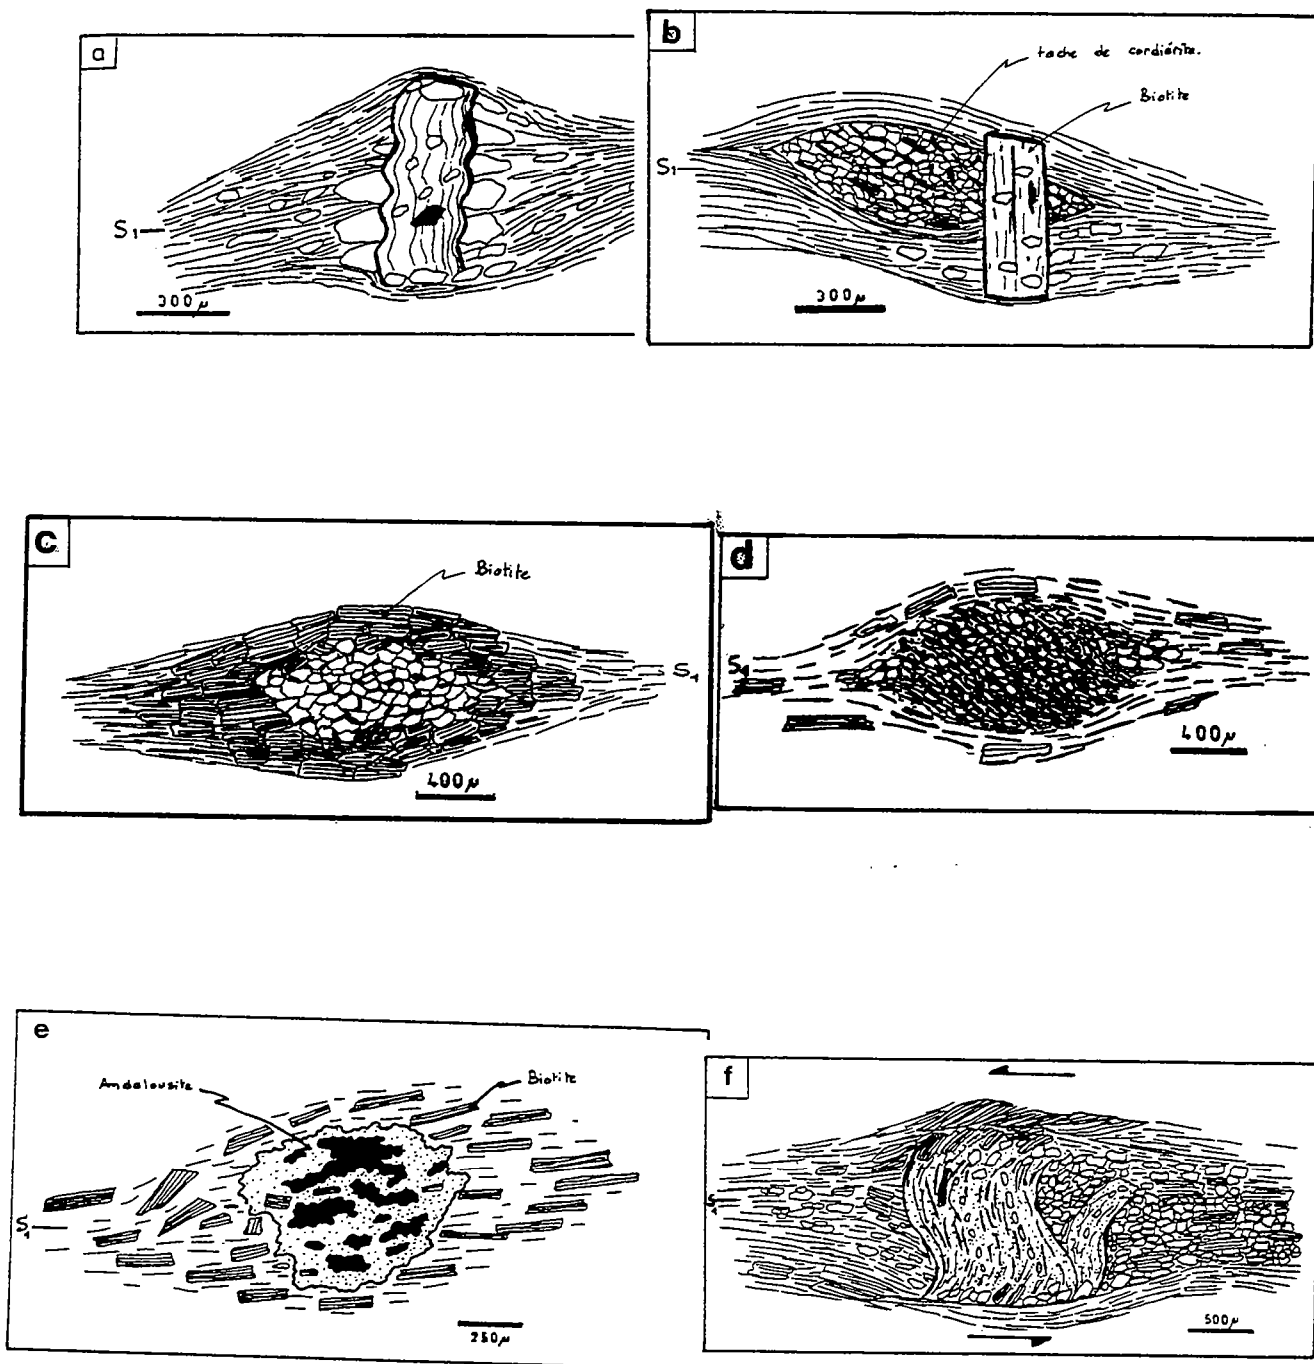 a
S1
300µ
b
tache de cordiérite.
Biotite
S1
300µ
C
Biotite
S1
400µ
d
S1
400µ
e
Andalousite
Biotite
S1
250µ
f
S1
500µ